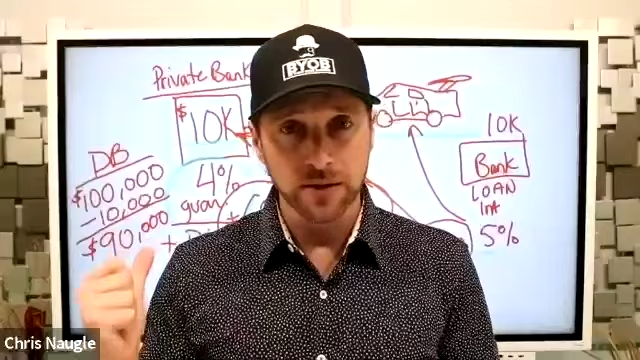 Private Bank
$10K
4%
guar
DB
$100,000
-10,000
$90,000
+
RYOB
10K
Bank
LOAN
Int
5%
Chris Naugle